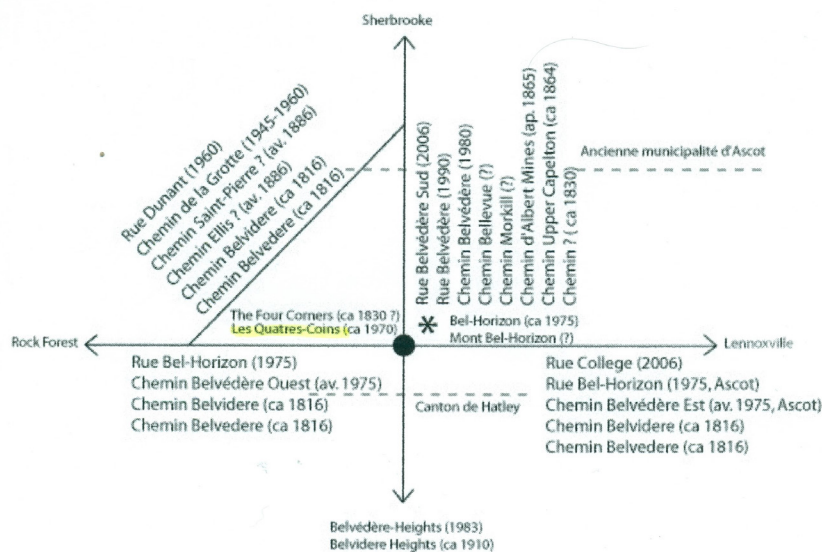 Sherbrooke
Rue Dunant (1960)
Chemin de la Grotte (1945-1960)
Chemin Saint-Pierre ? (av. 1886)
Chemin Ellis ? (av. 1886)
Chemin Belvidere (ca 1816)
Chemin Belvedere (ca 1816)
Rue Belvédère Sud (2006)
Rue Belvédère (1990)
Chemin Belvédère (1980)
Chemin Bellevue (?)
Chemin Morkill (?)
Chemin d'Albert Mines (ap. 1865)
Chemin Upper Capelton (ca 1864)
Chemin ? ( ca 1830)
Ancienne municipalité d'Ascot
The Four Corners (ca 1830 ?)
Les Quatres-Coins (ca 1970)
* Bel-Horizon (ca 1975)
Mont Bel-Horizon (?)
Rock Forest
Lennoxville
Rue Bel-Horizon (1975)
Chemin Belvédère Ouest (av. 1975)
Chemin Belvidere (ca 1816)
Chemin Belvedere (ca 1816)
Canton de Hatley
Rue College (2006)
Rue Bel-Horizon (1975, Ascot)
Chemin Belvédère Est (av. 1975, Ascot)
Chemin Belvidere (ca 1816)
Chemin Belvedere (ca 1816)
Belvédère-Heights (1983)
Belvidere Heights (ca 1910)